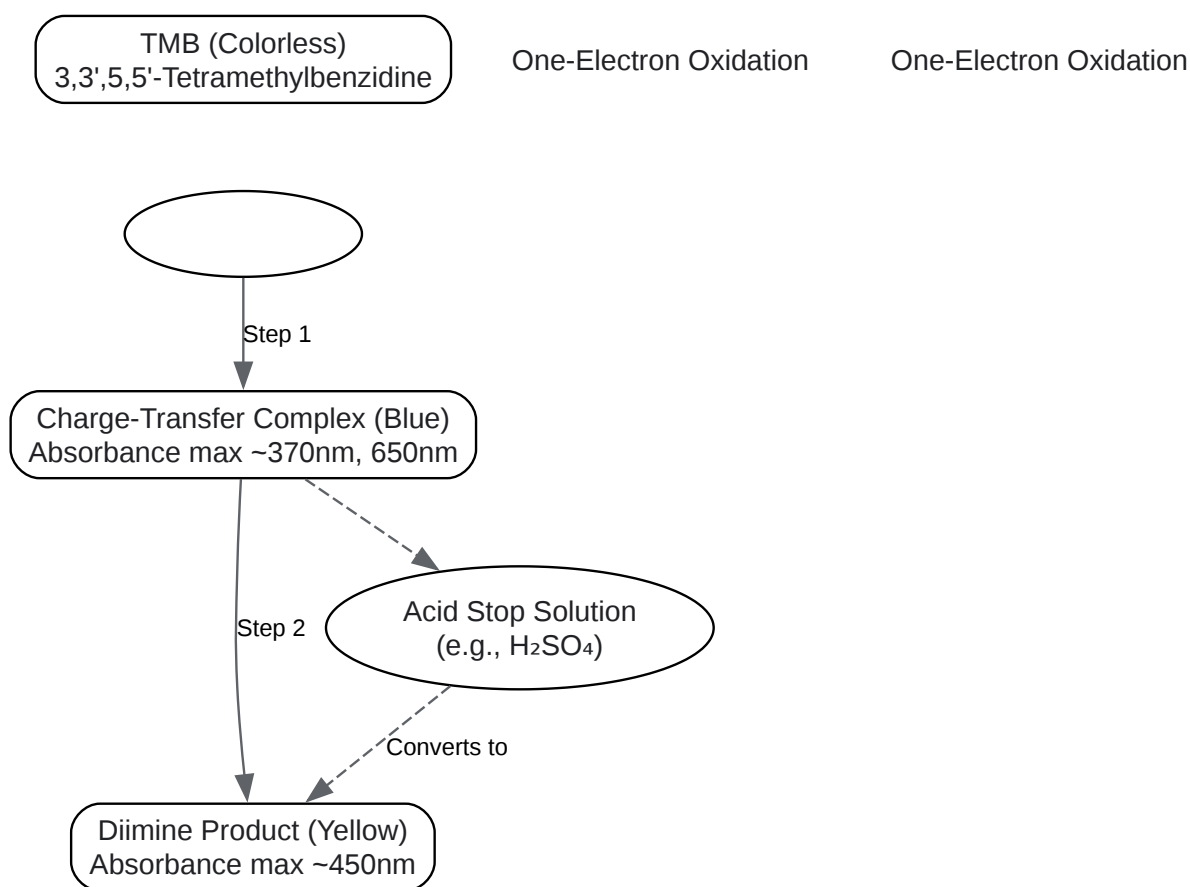 TMB (Colorless)
3,3',5,5'-Tetramethylbenzidine
One-Electron Oxidation
One-Electron Oxidation
Step 1
Charge-Transfer Complex (Blue)
Absorbance max ~370nm, 650nm
Step 2
Acid Stop Solution
(e.g., H₂SO₄)
Converts to
Diimine Product (Yellow)
Absorbance max ~450nm